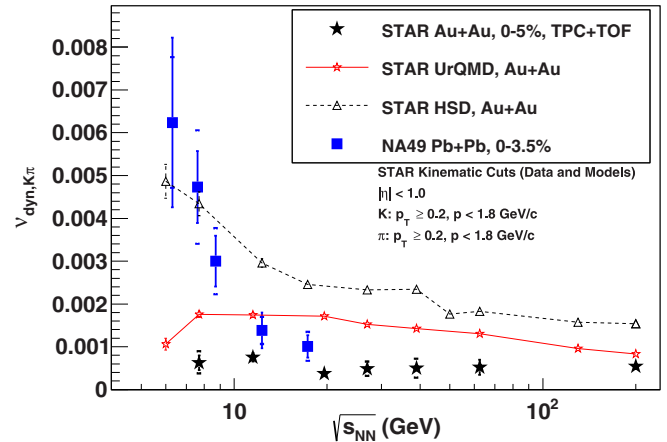 0.008
0.007
0.006
0.005
0.004
0.003
0.002
0.001
0
ν dyn,Kπ
STAR Au+Au, 0-5%, TPC+TOF
STAR UrQMD, Au+Au
STAR HSD, Au+Au
NA49 Pb+Pb, 0-3.5%
STAR Kinematic Cuts (Data and Models)
|η| < 1.0
K: p_T ≥ 0.2, p < 1.8 GeV/c
π: p_T ≥ 0.2, p < 1.8 GeV/c
10
10²
√s_NN (GeV)